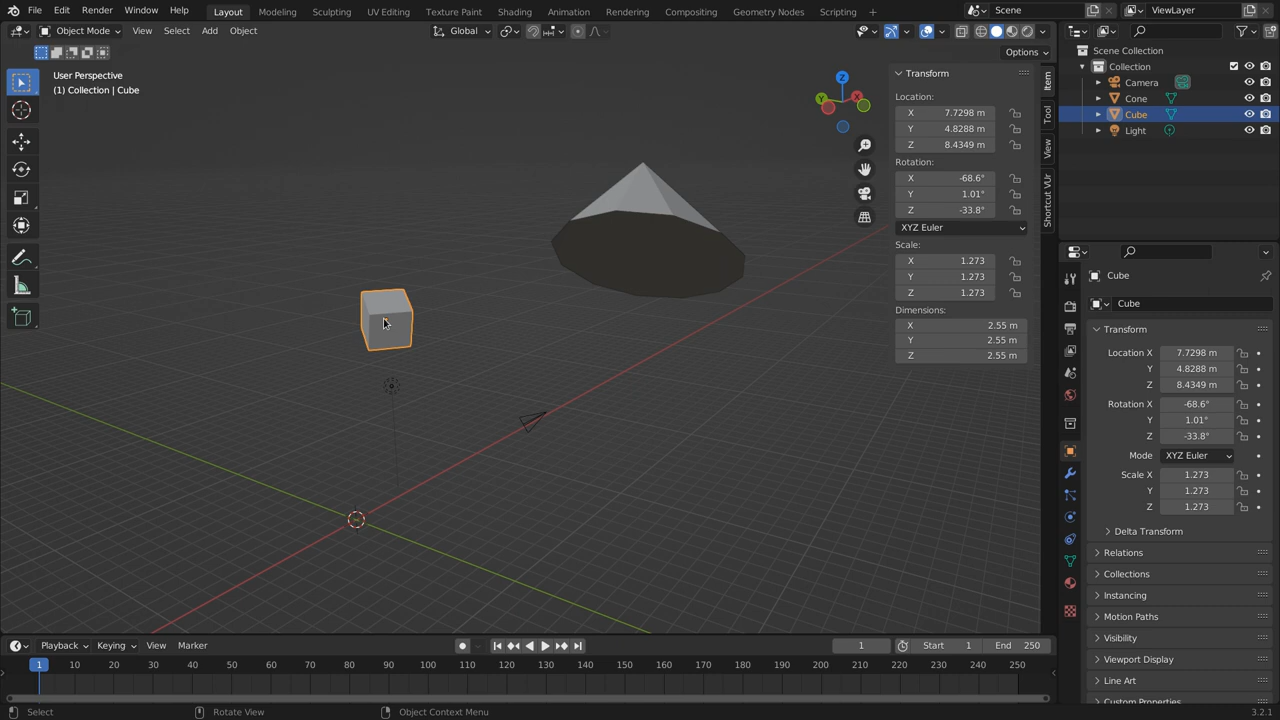 File Edit Render Window Help Layout Modeling Sculpting UV Editing Texture Paint Shading Animation Rendering Compositing Geometry Nodes Scripting + Scene ViewLayer
Object Mode View Select Add Object Global
Options
User Perspective
(1) Collection | Cube
Transform
Location:
X 7.7298 m
Y 4.8288 m
Z 8.4349 m
Rotation:
X -68.6°
Y 1.01°
Z -33.8°
XYZ Euler
Scale:
X 1.273
Y 1.273
Z 1.273
Dimensions:
X 2.55 m
Y 2.55 m
Z 2.55 m
Z
Y
X
Item
Tool
View
Shortcut VUr
Scene Collection
Collection
Camera
Cone
Cube
Light
Cube
Cube
Transform
Location X 7.7298 m
Y 4.8288 m
Z 8.4349 m
Rotation X -68.6°
Y 1.01°
Z -33.8°
Mode XYZ Euler
Scale X 1.273
Y 1.273
Z 1.273
Delta Transform
Relations
Collections
Instancing
Motion Paths
Visibility
Viewport Display
Line Art
Custom Properties
Playback Keying View Marker 1 Start 1 End 250
1 10 20 30 40 50 60 70 80 90 100 110 120 130 140 150 160 170 180 190 200 210 220 230 240 250
Select Rotate View Object Context Menu 3.2.1